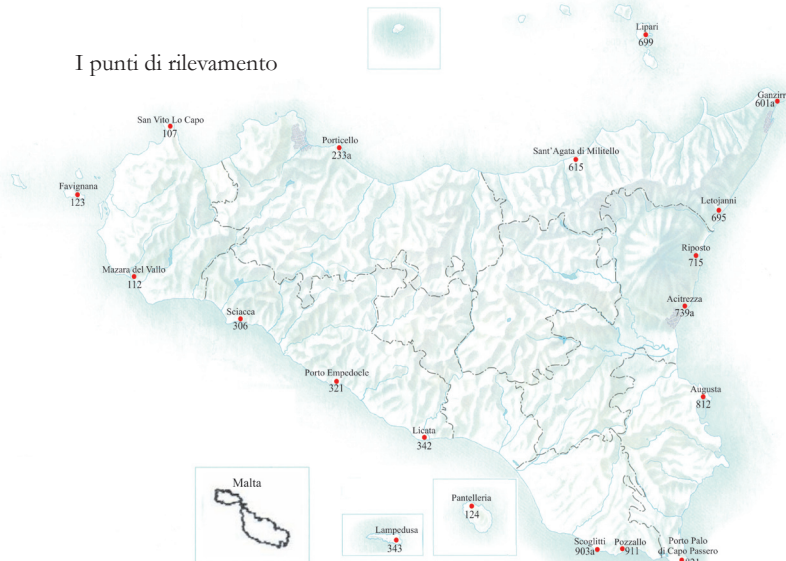 I punti di rilevamento
Lipari
699
Ganzirri
601a
San Vito Lo Capo
107
Porticello
233a
Sant'Agata di Militello
615
Favignana
123
Letojanni
695
Riposto
715
Mazara del Vallo
112
Acitrezza
739a
Sciacca
306
Porto Empedocle
321
Augusta
812
Licata
342
Malta
Pantelleria
124
Lampedusa
343
Scoglitti
903a
Pozzallo
911
Porto Palo
di Capo Passero